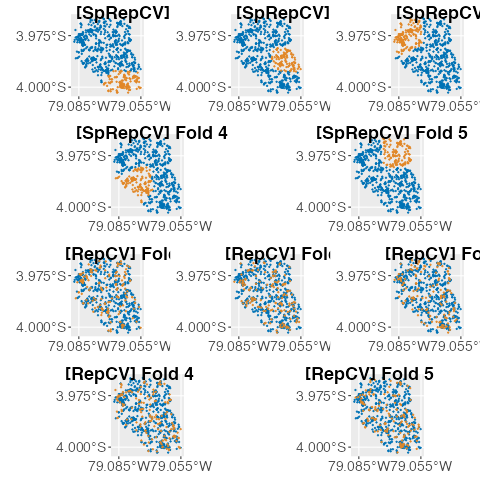 [SpRepCV] [SpRepCV] [SpRepCV]
3.975°S 3.975°S 3.975°S
4.000°S 4.000°S 4.000°S
79.085°W79.055°W 79.085°W79.055°W 79.085°W79.055°W
[SpRepCV] Fold 4 [SpRepCV] Fold 5
3.975°S 3.975°S
4.000°S 4.000°S
79.085°W79.055°W 79.085°W79.055°W
[RepCV] Fold [RepCV] Fol [RepCV] Fo
3.975°S 3.975°S 3.975°S
4.000°S 4.000°S 4.000°S
79.085°W79.055°W 79.085°W79.055°W 79.085°W79.055°W
[RepCV] Fold 4 [RepCV] Fold 5
3.975°S 3.975°S
4.000°S 4.000°S
79.085°W79.055°W 79.085°W79.055°W